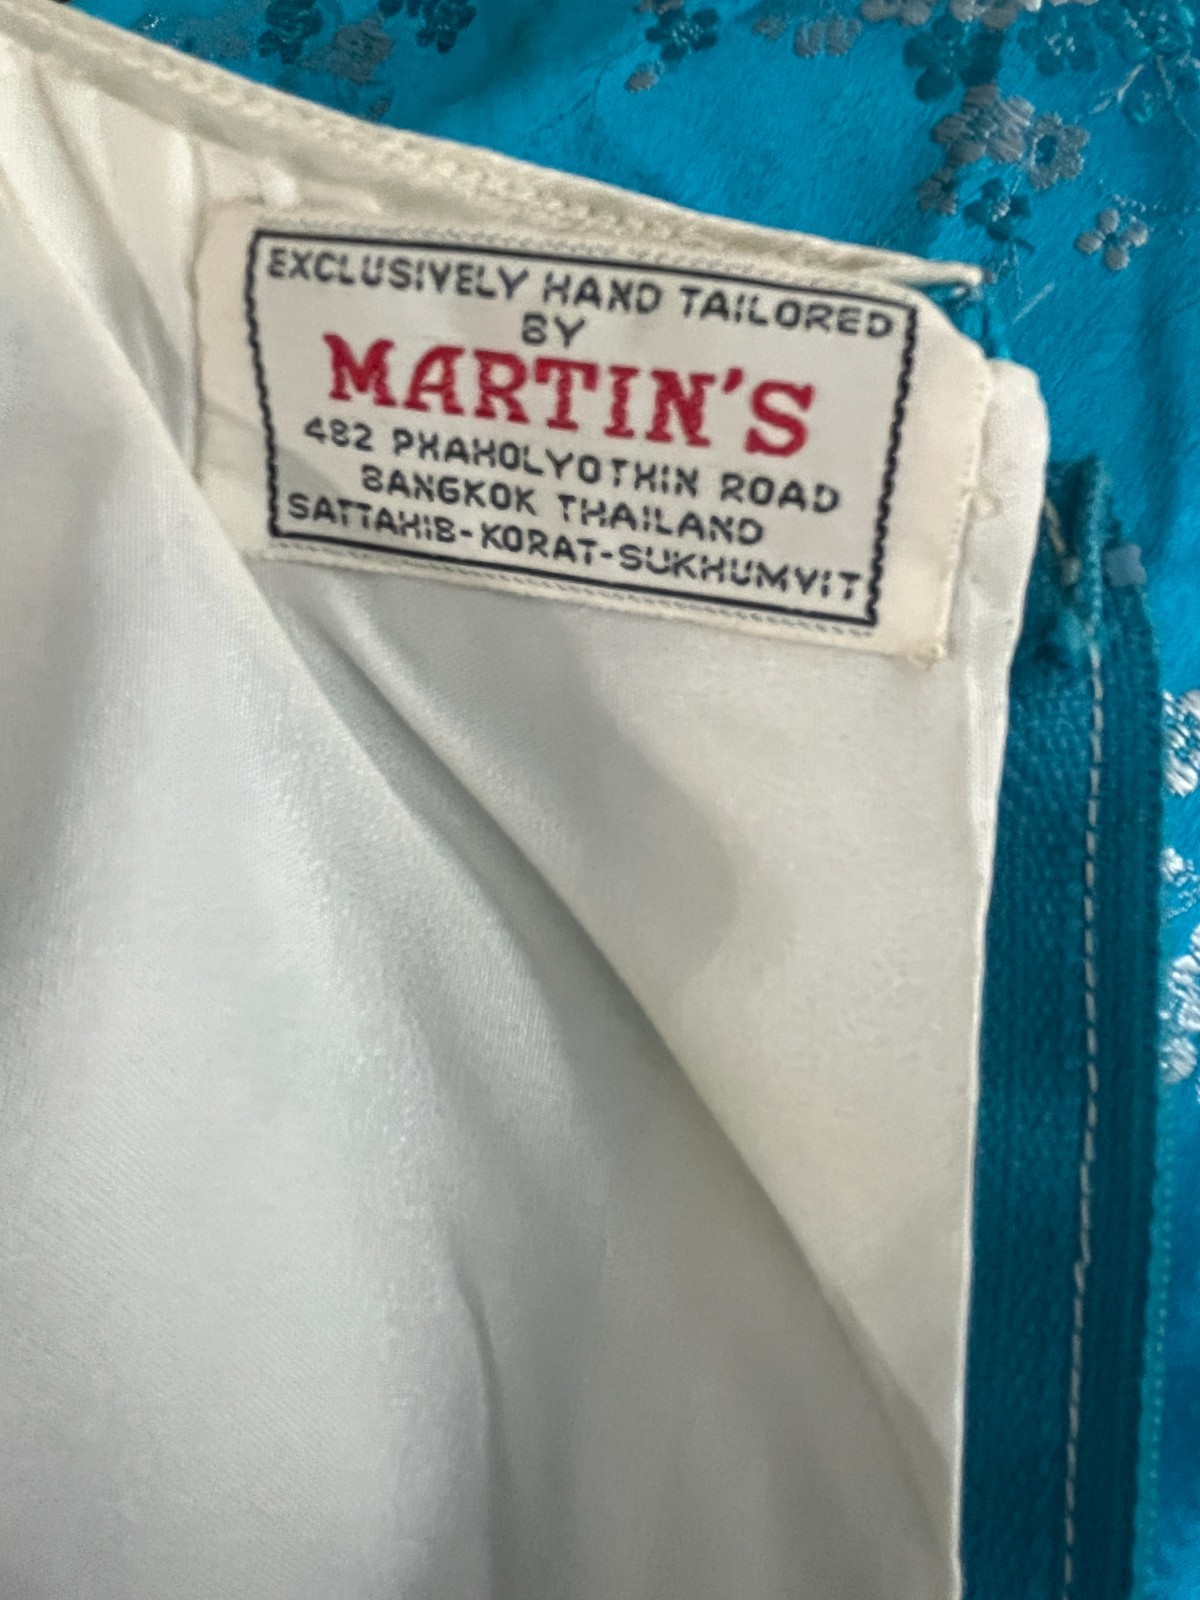 EXCLUSIVELY HAND TAILORED
BY
MARTIN'S
482 PHAHOLYOTHIN ROAD
BANGKOK THAILAND
SATTAHIB-KORAT-SUKHUMVIT